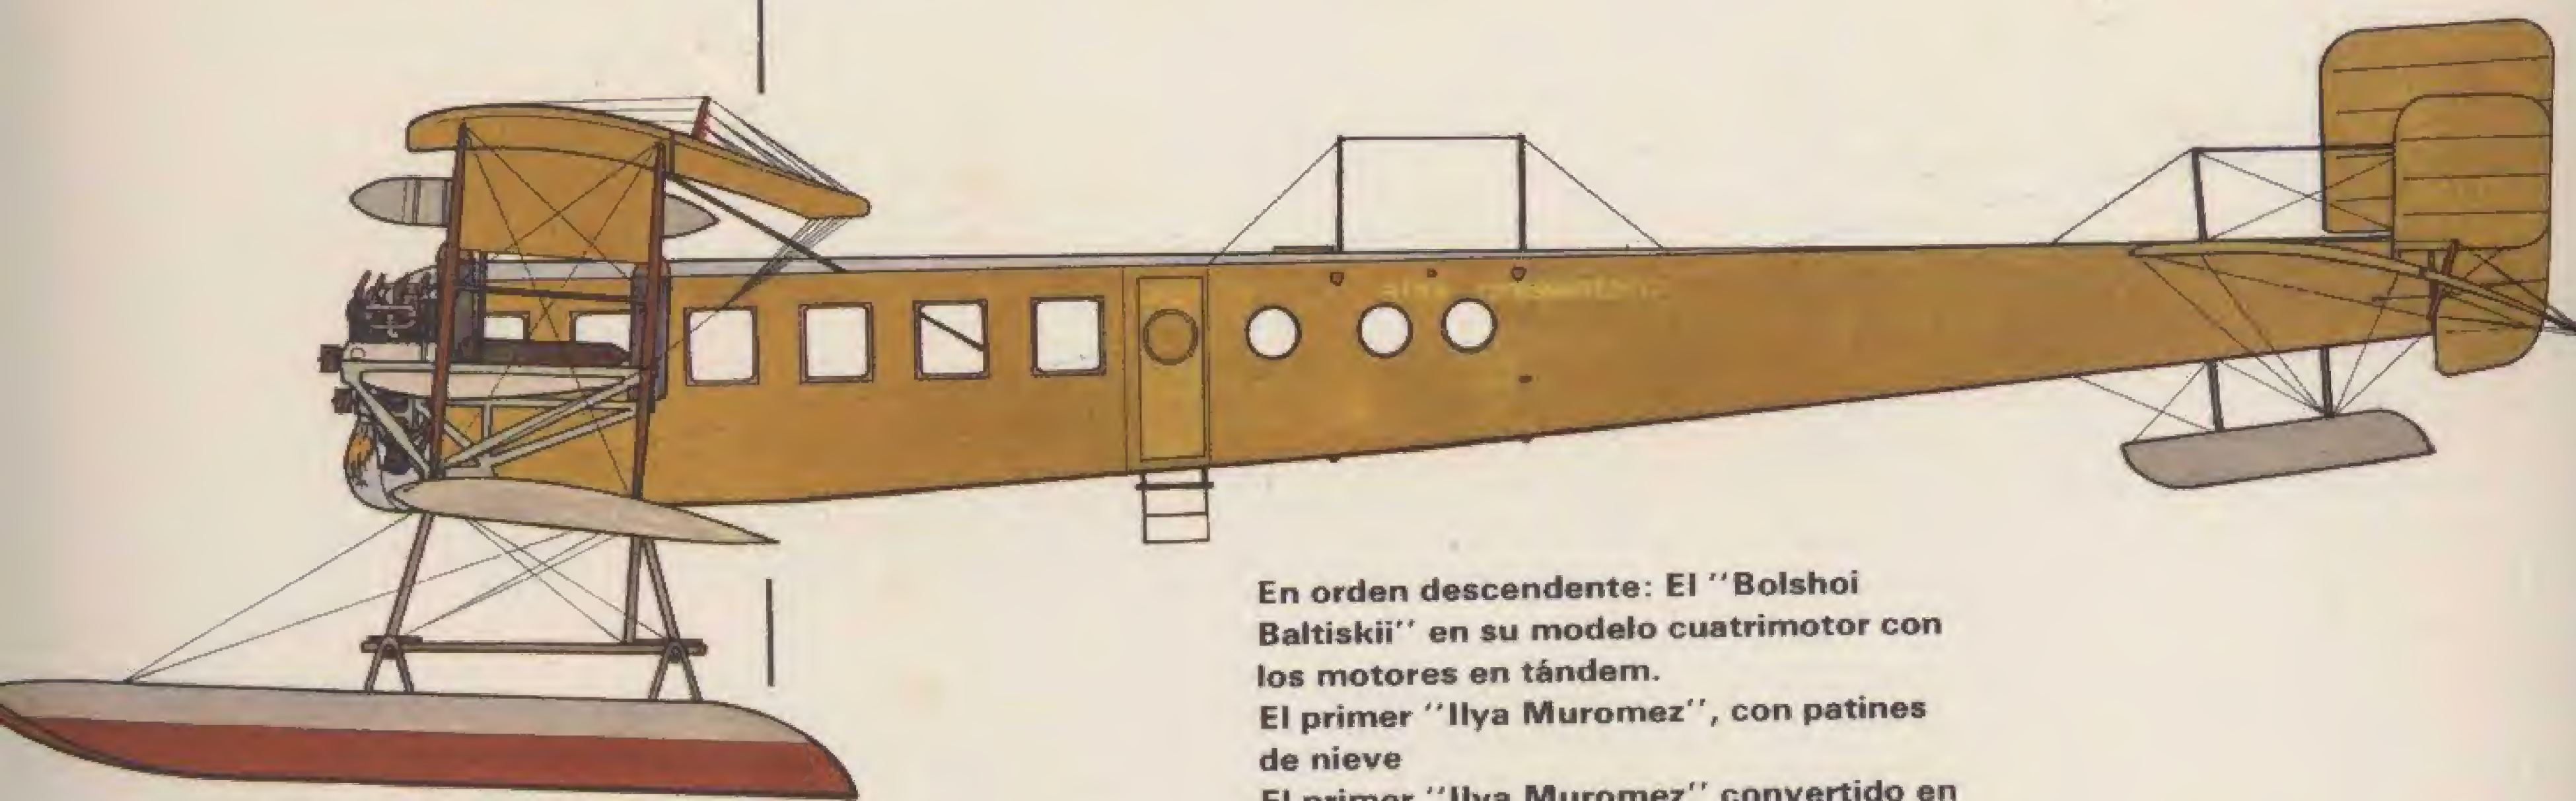 En orden descendente: El ''Bolshoi
Baltiskii'' en su modelo cuatrimotor con
los motores en tándem.
El primer ''Ilya Muromez'', con patines
de nieve
El primer ''Ilya Muromez'' convertido en